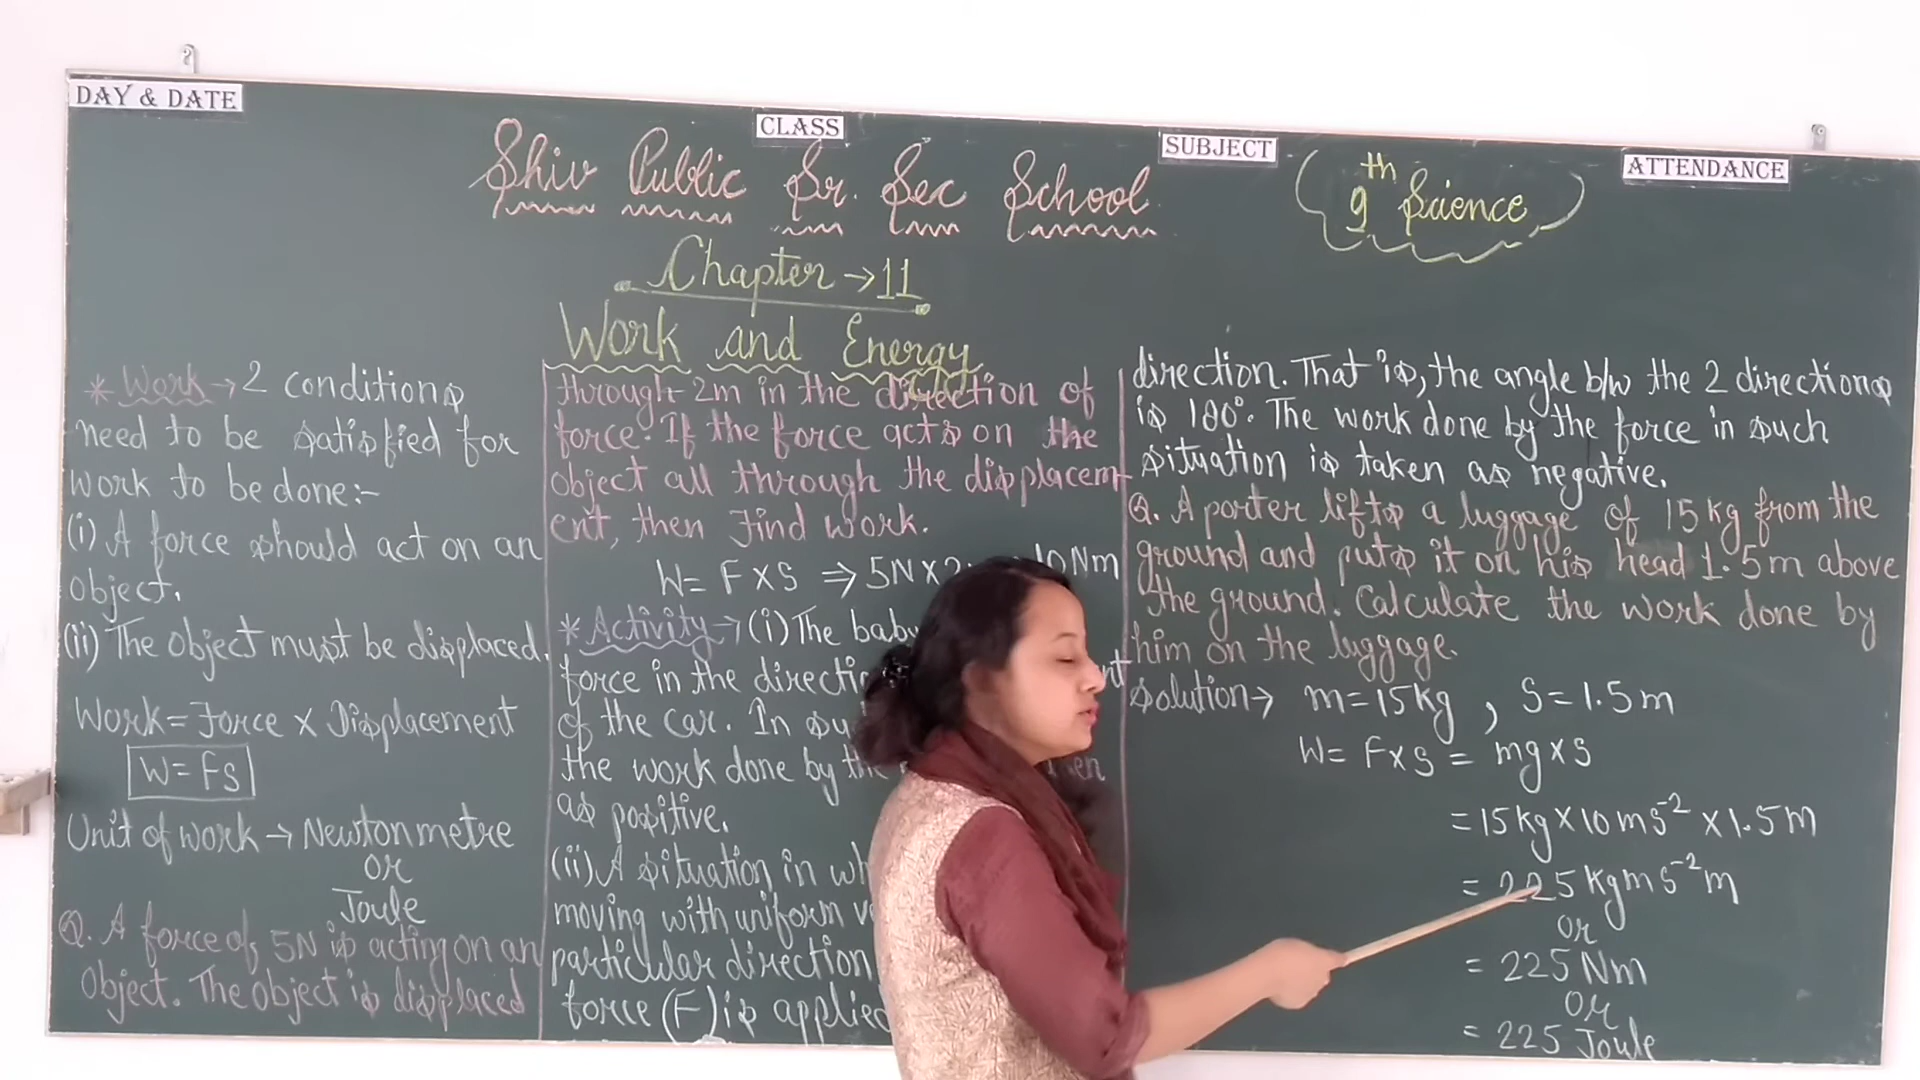 DAY & DATE
CLASS
SUBJECT
ATTENDANCE
Shiv Public Sr. Sec School
9th Science
Chapter → 11
Work and Energy
* Work → 2 conditions
need to be satisfied for
work to be done:-
(i) A force should act on an
object.
(ii) The object must be displaced.
Work = Force × Displacement
W = Fs
Unit of work → Newton metre
or
Joule
Q. A force of 5N is acting on an
object. The object is displaced
through 2m in the direction of
force. If the force acts on the
object all through the displacem-
ent, then find work.
W = F × S ⇒ 5N × 2 10 Nm
* Activity → (i) The baby
force in the
of the car. In
the work done by the
as positive.
(ii) A situation in
moving with uniform
particular direction
force (F) is applied
direction. That is, the angle b/w the 2 directions
is 180°. The work done by the force in such
situation is taken as negative.
Q. A porter lifts a luggage of 15 kg from the
ground and puts it on his head 1.5 m above
the ground. Calculate the work done by
him on the luggage.
Solution → m = 15 kg , S = 1.5 m
W = F × S = mg × S
= 15 kg × 10 ms⁻² × 1.5 m
= 225 kgms⁻²m
or
= 225 Nm
or
= 225 Joule